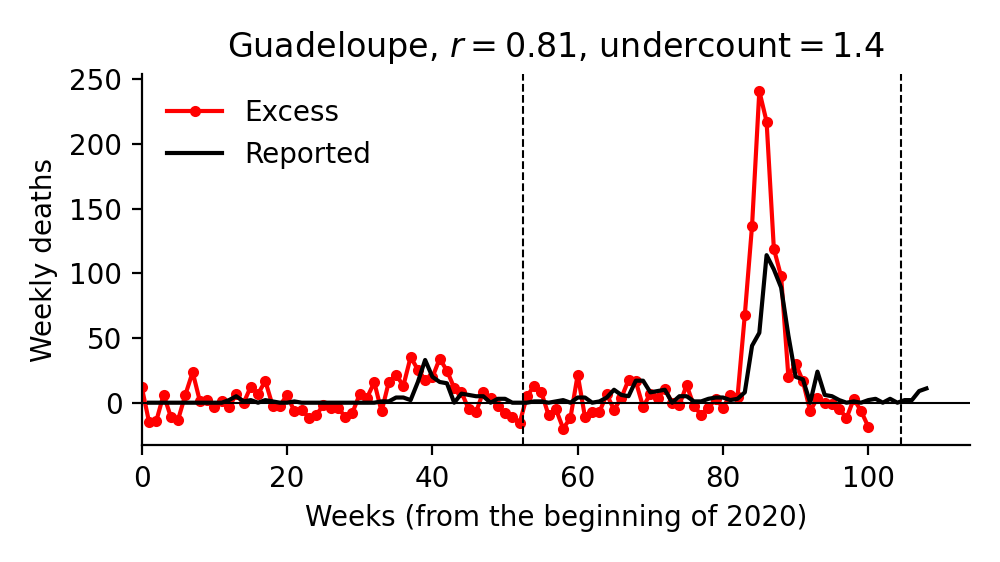 Guadeloupe, r = 0.81, undercount = 1.4
250
200
150
100
50
0
Weekly deaths
Excess
Reported
0 20 40 60 80 100
Weeks (from the beginning of 2020)